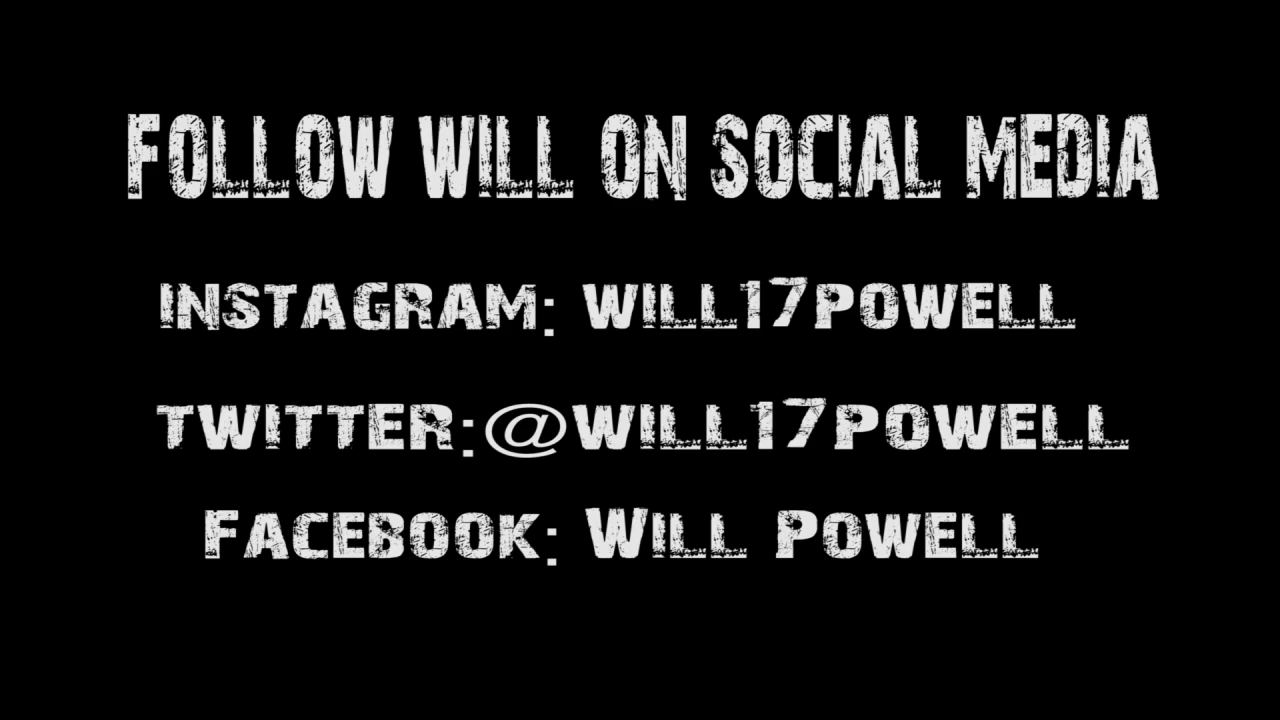 FOLLOW WILL ON SOCIAL MEDIA
INSTAGRAM: WILL17POWELL
TWITTER:@WILL17POWELL
FACEBOOK: WILL POWELL